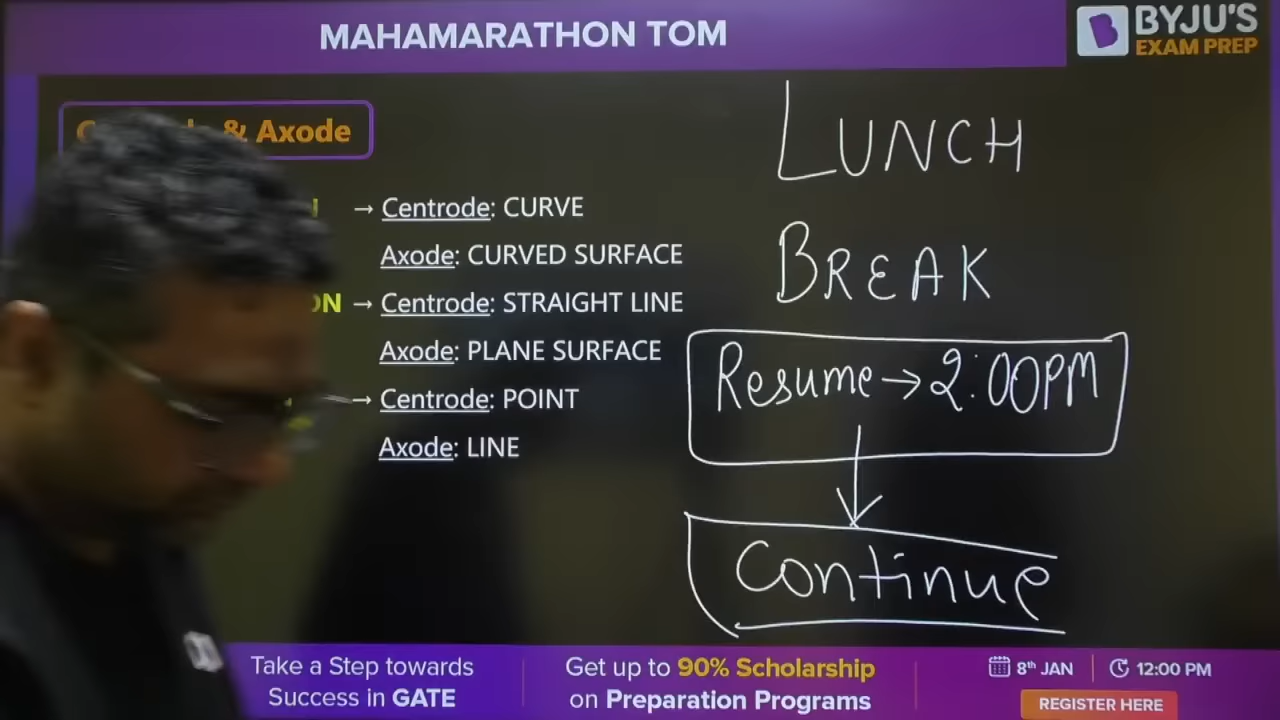 MAHAMARATHON TOM
BYJU'S
EXAM PREP
& Axode
→ Centrode: CURVE
Axode: CURVED SURFACE
→ Centrode: STRAIGHT LINE
Axode: PLANE SURFACE
→ Centrode: POINT
Axode: LINE
LUNCH
BREAK
Resume → 2:00PM
Continue
Take a Step towards
Success in GATE
Get up to 90% Scholarship
on Preparation Programs
8th JAN
12:00 PM
REGISTER HERE